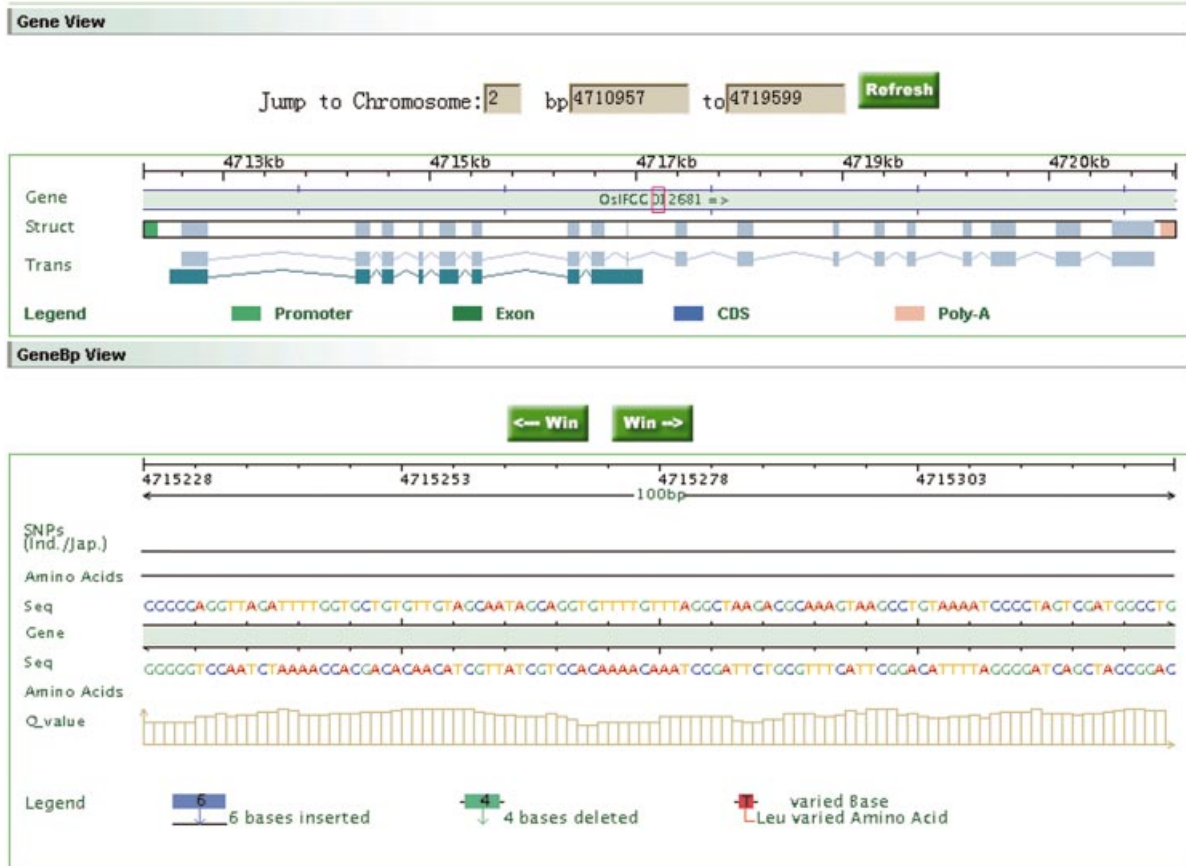 Gene View
Jump to Chromosome: 2 bp 4710957 to 4719599 Refresh
4713kb 4715kb 4717kb 4719kb 4720kb
Gene OsIFCC012681 =>
Struct
Trans
Legend Promoter Exon CDS Poly-A
GeneBp View
<-- Win Win -->
4715228 4715253 4715278 4715303
100bp
SNPs
(Ind./Jap.)
Amino Acids
Seq
Gene
Seq
Amino Acids
Q_value
Legend 6 4 T varied Base
6 bases inserted 4 bases deleted Leu varied Amino Acid